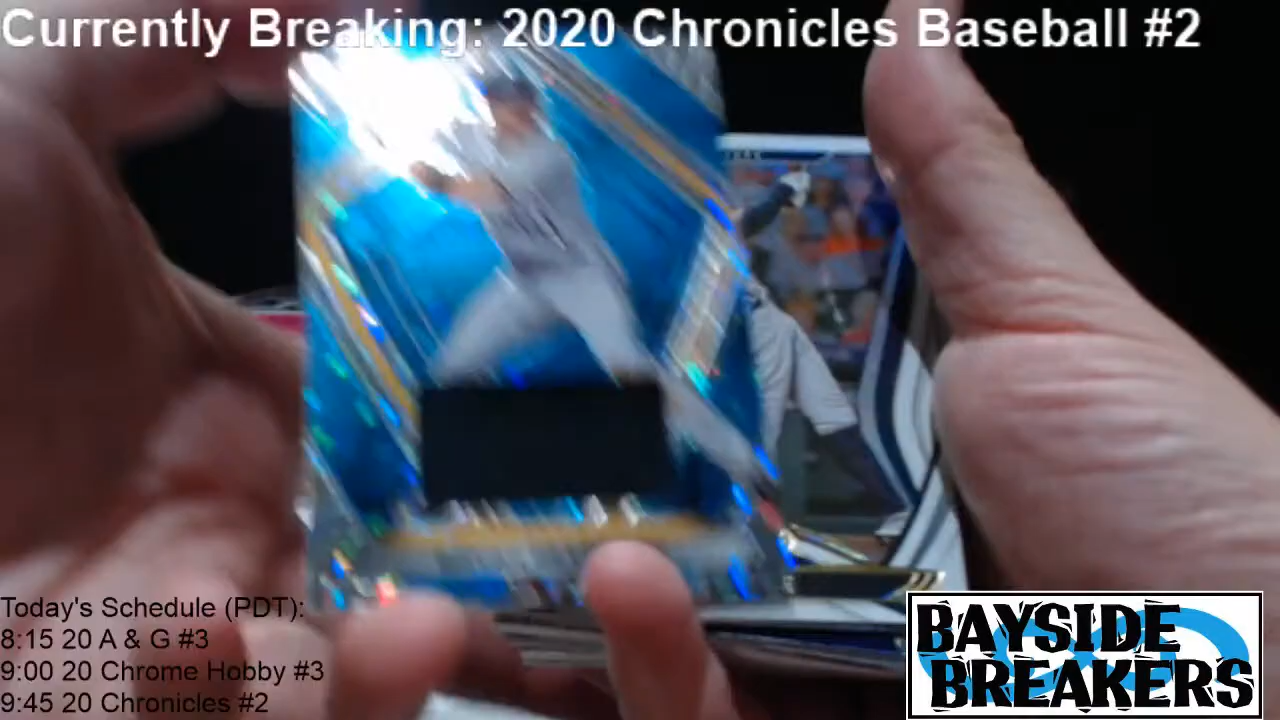 Currently Breaking: 2020 Chronicles Baseball #2
Today's Schedule (PDT):
8:15 20 A & G #3
9:00 20 Chrome Hobby #3
9:45 20 Chronicles #2
BAYSIDE
BREAKERS